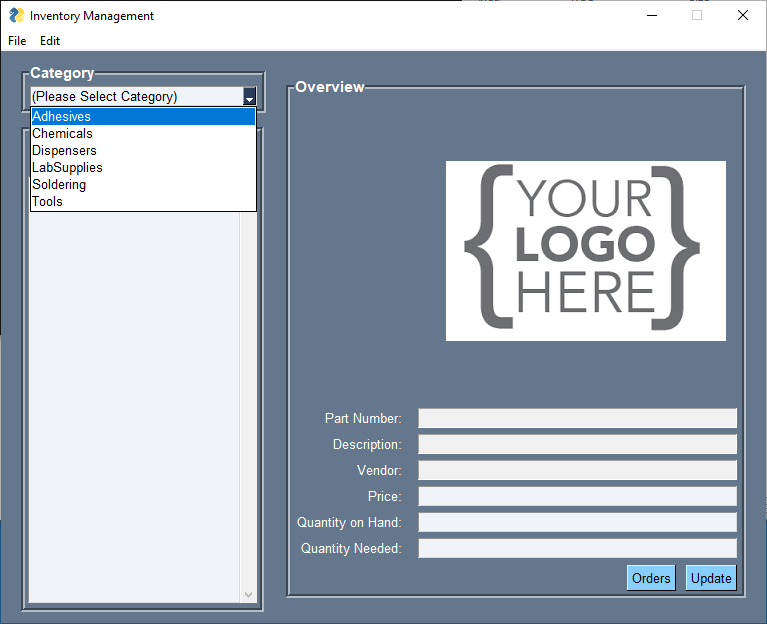 Inventory Management
File Edit
Category
(Please Select Category)
Adhesives
Chemicals
Dispensers
LabSupplies
Soldering
Tools
Overview
YOUR
LOGO
HERE
Part Number:
Description:
Vendor:
Price:
Quantity on Hand:
Quantity Needed:
Orders Update